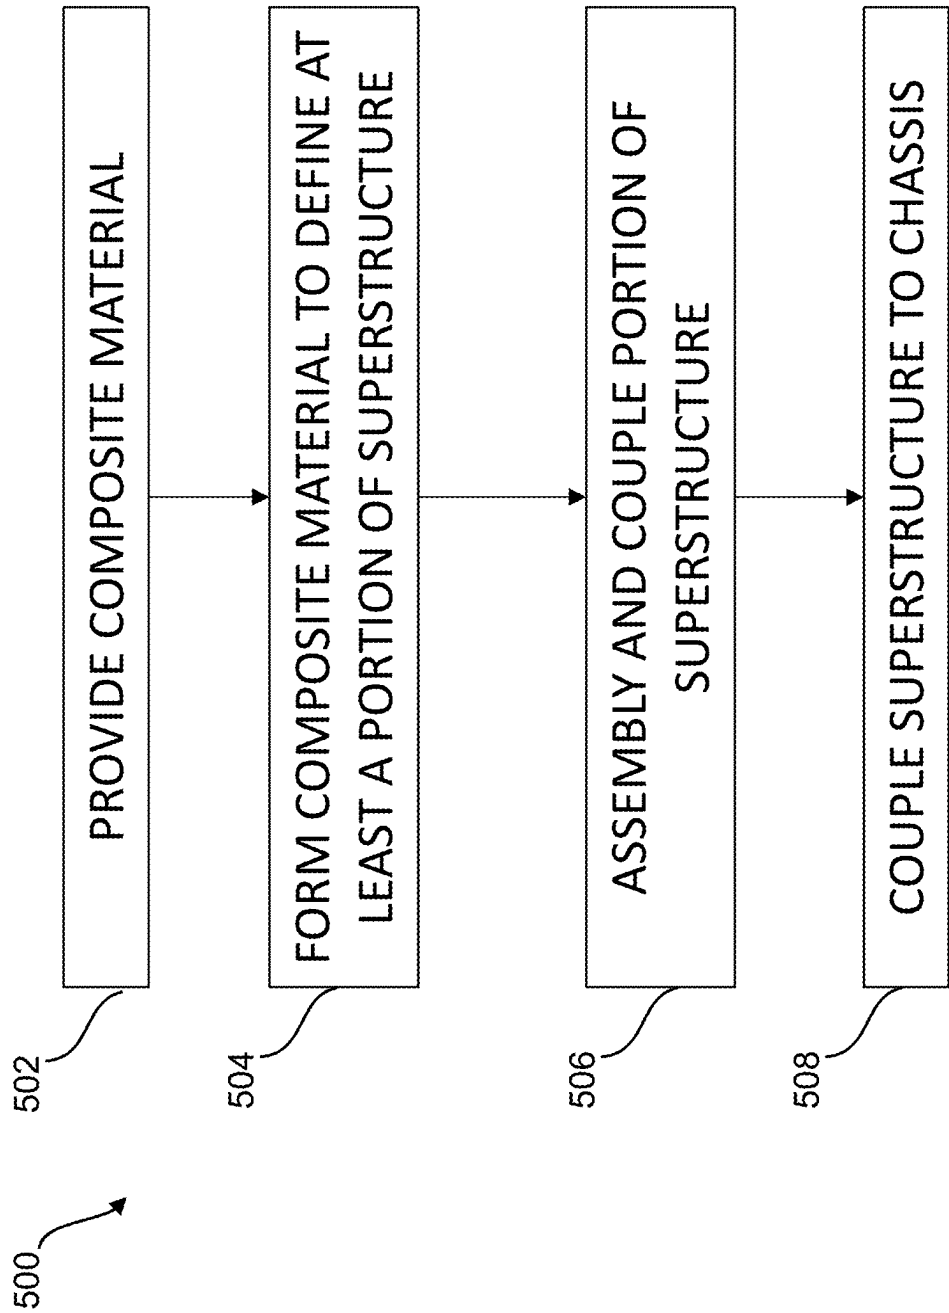 500
502
PROVIDE COMPOSITE MATERIAL
504
FORM COMPOSITE MATERIAL TO DEFINE AT
LEAST A PORTION OF SUPERSTRUCTURE
506
ASSEMBLY AND COUPLE PORTION OF
SUPERSTRUCTURE
508
COUPLE SUPERSTRUCTURE TO CHASSIS